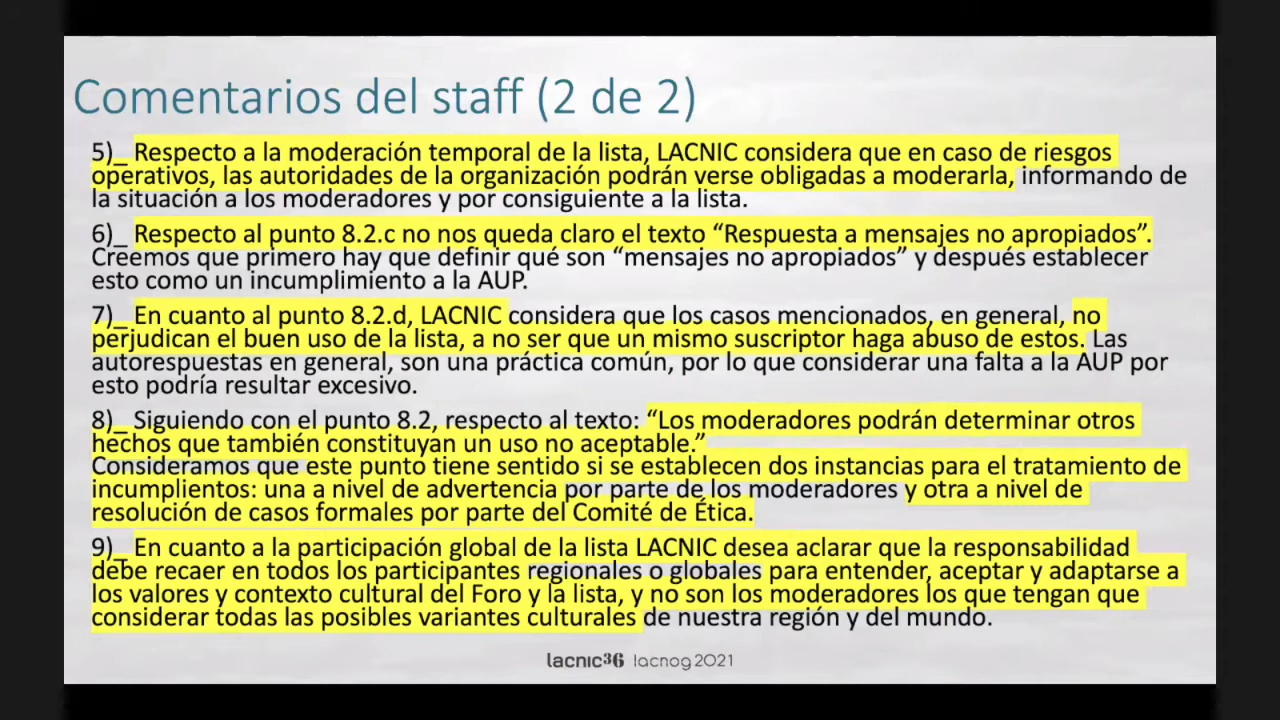 Comentarios del staff (2 de 2)
5)_ Respecto a la moderación temporal de la lista, LACNIC considera que en caso de riesgos
operativos, las autoridades de la organización podrán verse obligadas a moderarla, informando de
la situación a los moderadores y por consiguiente a la lista.
6)_ Respecto al punto 8.2.c no nos queda claro el texto “Respuesta a mensajes no apropiados”.
Creemos que primero hay que definir qué son “mensajes no apropiados” y después establecer
esto como un incumplimiento a la AUP.
7)_ En cuanto al punto 8.2.d, LACNIC considera que los casos mencionados, en general, no
perjudican el buen uso de la lista, a no ser que un mismo suscriptor haga abuso de estos. Las
autorespuestas en general, son una práctica común, por lo que considerar una falta a la AUP por
esto podría resultar excesivo.
8)_ Siguiendo con el punto 8.2, respecto al texto: “Los moderadores podrán determinar otros
hechos que también constituyan un uso no aceptable.”
Consideramos que este punto tiene sentido si se establecen dos instancias para el tratamiento de
incumplientos: una a nivel de advertencia por parte de los moderadores y otra a nivel de
resolución de casos formales por parte del Comité de Ética.
9)_ En cuanto a la participación global de la lista LACNIC desea aclarar que la responsabilidad
debe recaer en todos los participantes regionales o globales para entender, aceptar y adaptarse a
los valores y contexto cultural del Foro y la lista, y no son los moderadores los que tengan que
considerar todas las posibles variantes culturales de nuestra región y del mundo.
lacnic36 lacnog2021